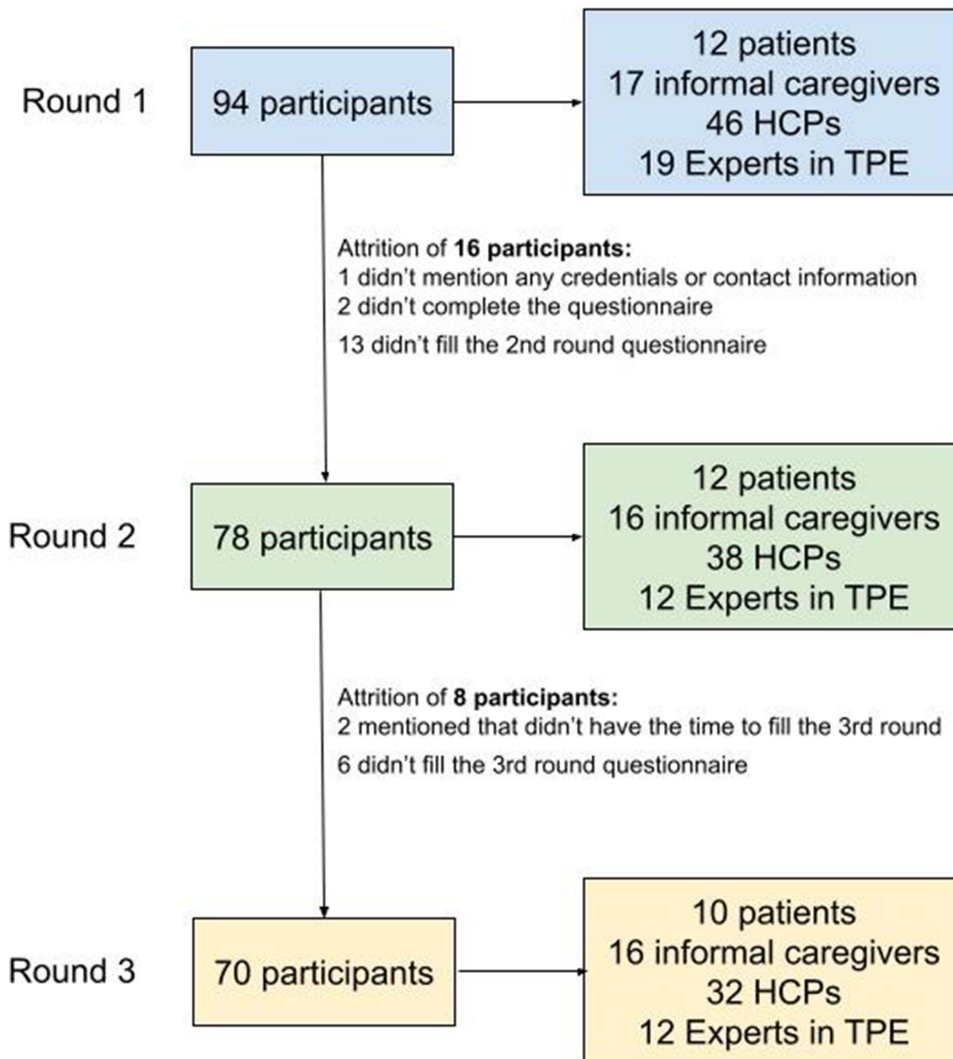 Round 1
94 participants
12 patients
17 informal caregivers
46 HCPs
19 Experts in TPE
Attrition of 16 participants:
1 didn't mention any credentials or contact information
2 didn't complete the questionnaire
13 didn't fill the 2nd round questionnaire
Round 2
78 participants
12 patients
16 informal caregivers
38 HCPs
12 Experts in TPE
Attrition of 8 participants:
2 mentioned that didn't have the time to fill the 3rd round
6 didn't fill the 3rd round questionnaire
Round 3
70 participants
10 patients
16 informal caregivers
32 HCPs
12 Experts in TPE